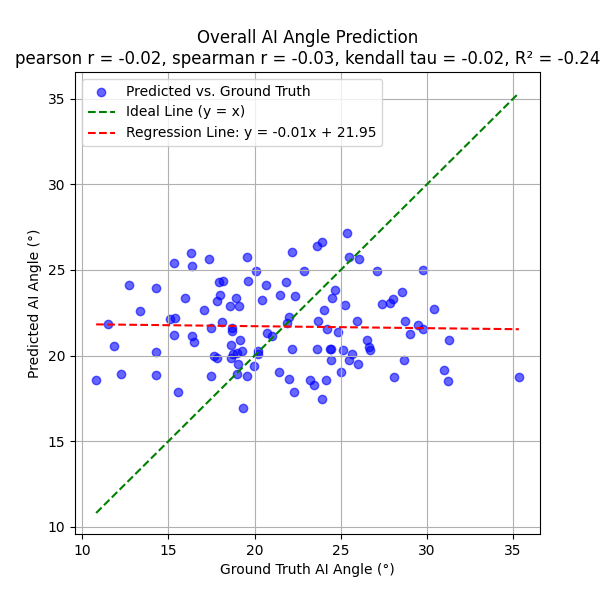 Overall AI Angle Prediction
pearson r = -0.02, spearman r = -0.03, kendall tau = -0.02, R² = -0.24
Predicted vs. Ground Truth
Ideal Line (y = x)
Regression Line: y = -0.01x + 21.95
35
30
25
20
15
10
Predicted AI Angle (°)
10 15 20 25 30 35
Ground Truth AI Angle (°)